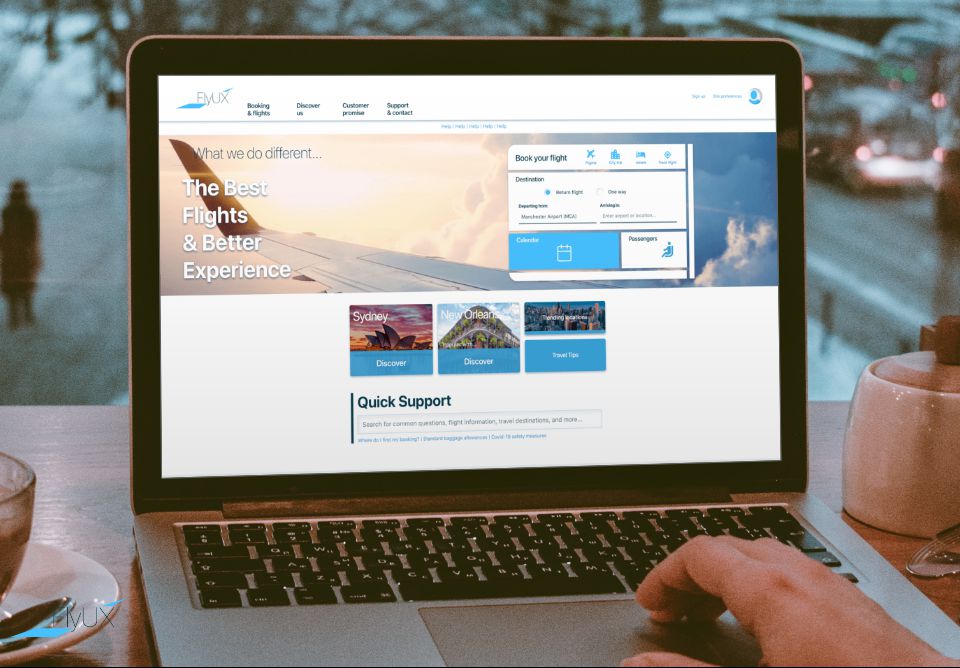 FlyUX
Booking
& flights
Discover
us
Customer
promise
Support
& contact
Sign up
Site preferences
Help | Help | Help | Help | Help
What we do different...
The Best
Flights
& Better
Experience
Book your flight
Flights
City trip
Hotels
Track flight
Destination
Return flight
One way
Departing from:
Manchester Airport (MCA)
Arriving in:
Enter airport or location...
Calendar
Passengers
Sydney
Discover
New Orleans
Discover
Trending locations
Travel Tips
Quick Support
Search for common questions, flight information, travel destinations, and more...
Where do I find my booking? | Standard baggage allowances | Covid-19 safety measures
FlyUX